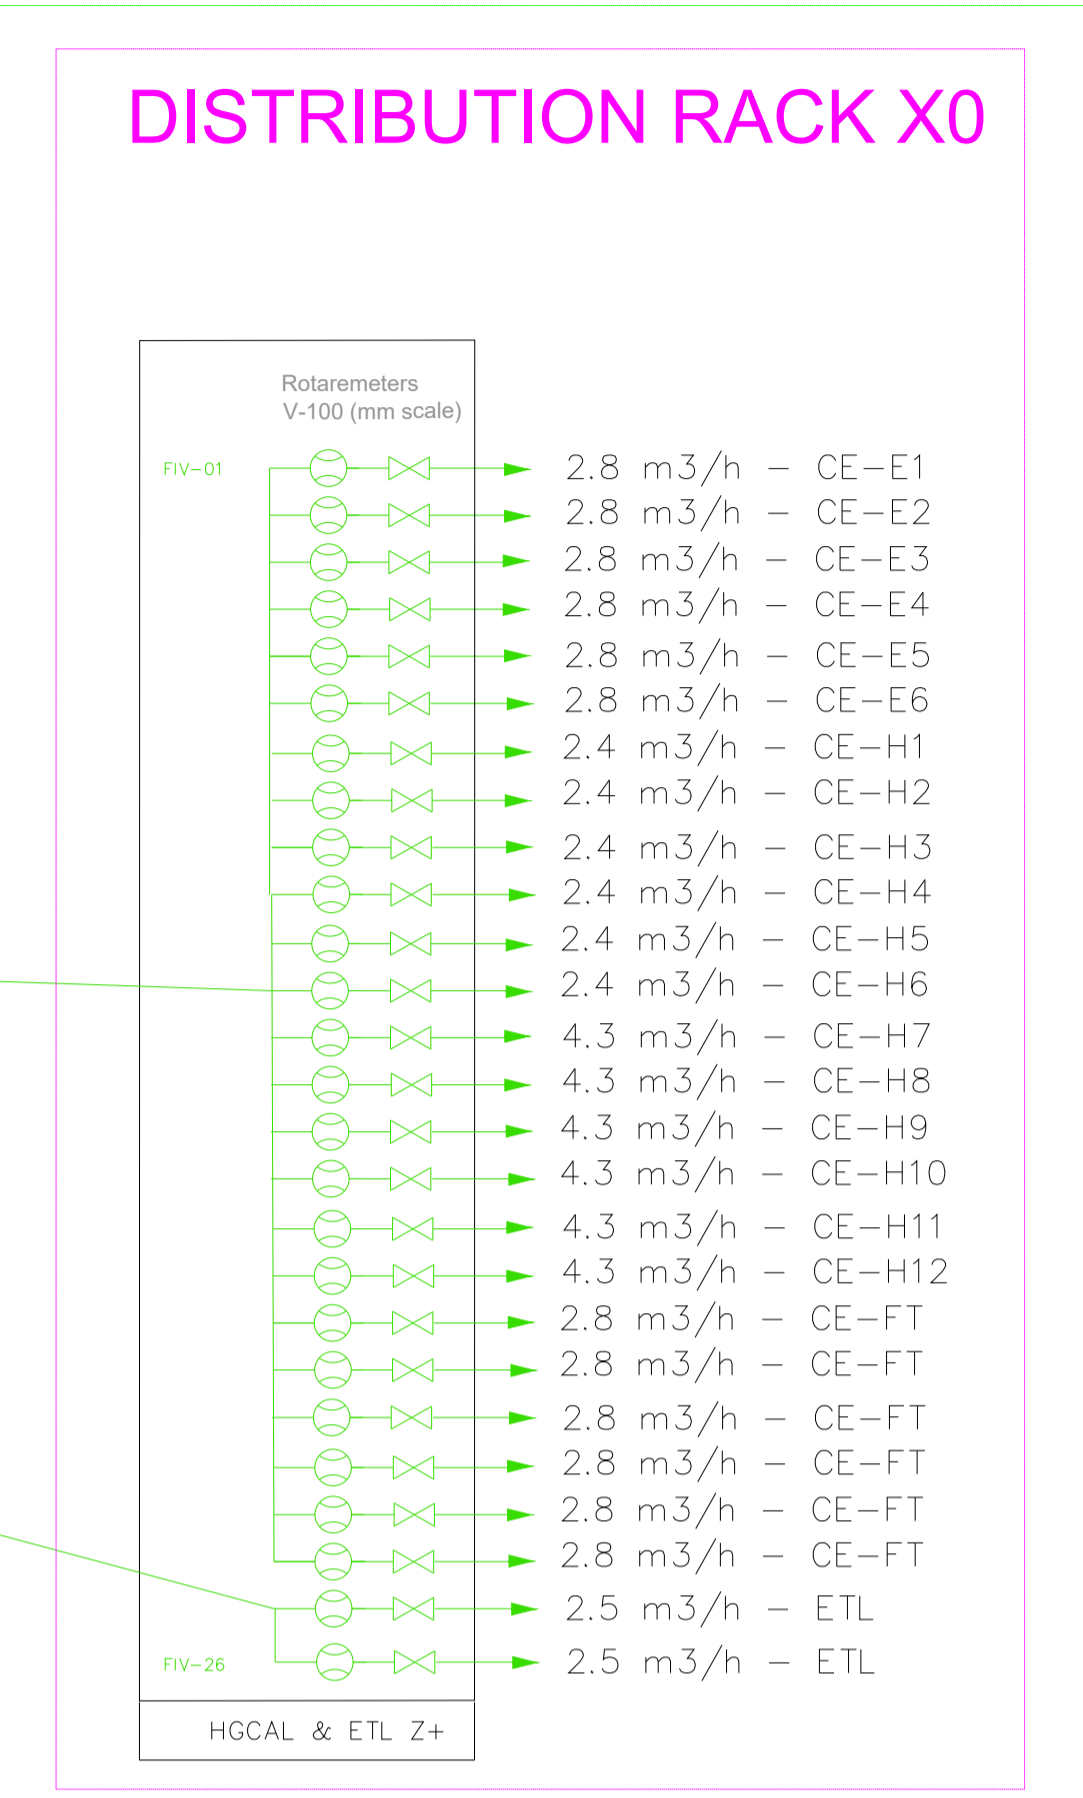 DISTRIBUTION RACK X0
Rotaremeters
V-100 (mm scale)
FIV-01
2.8 m3/h - CE-E1
2.8 m3/h - CE-E2
2.8 m3/h - CE-E3
2.8 m3/h - CE-E4
2.8 m3/h - CE-E5
2.8 m3/h - CE-E6
2.4 m3/h - CE-H1
2.4 m3/h - CE-H2
2.4 m3/h - CE-H3
2.4 m3/h - CE-H4
2.4 m3/h - CE-H5
2.4 m3/h - CE-H6
4.3 m3/h - CE-H7
4.3 m3/h - CE-H8
4.3 m3/h - CE-H9
4.3 m3/h - CE-H10
4.3 m3/h - CE-H11
4.3 m3/h - CE-H12
2.8 m3/h - CE-FT
2.8 m3/h - CE-FT
2.8 m3/h - CE-FT
2.8 m3/h - CE-FT
2.8 m3/h - CE-FT
2.8 m3/h - CE-FT
2.5 m3/h - ETL
FIV-26 2.5 m3/h - ETL
HGCAL & ETL Z+